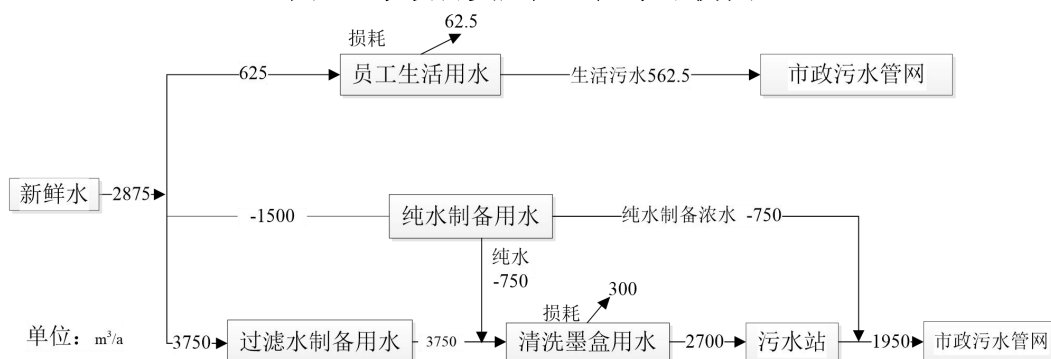 62.5
损耗
625
员工生活用水
生活污水562.5
市政污水管网
新鲜水
2875
-1500
纯水制备用水
纯水制备浓水 -750
纯水
-750
300
损耗
单位：m³/a
3750
过滤水制备用水
3750
清洗墨盒用水
2700
污水站
1950
市政污水管网